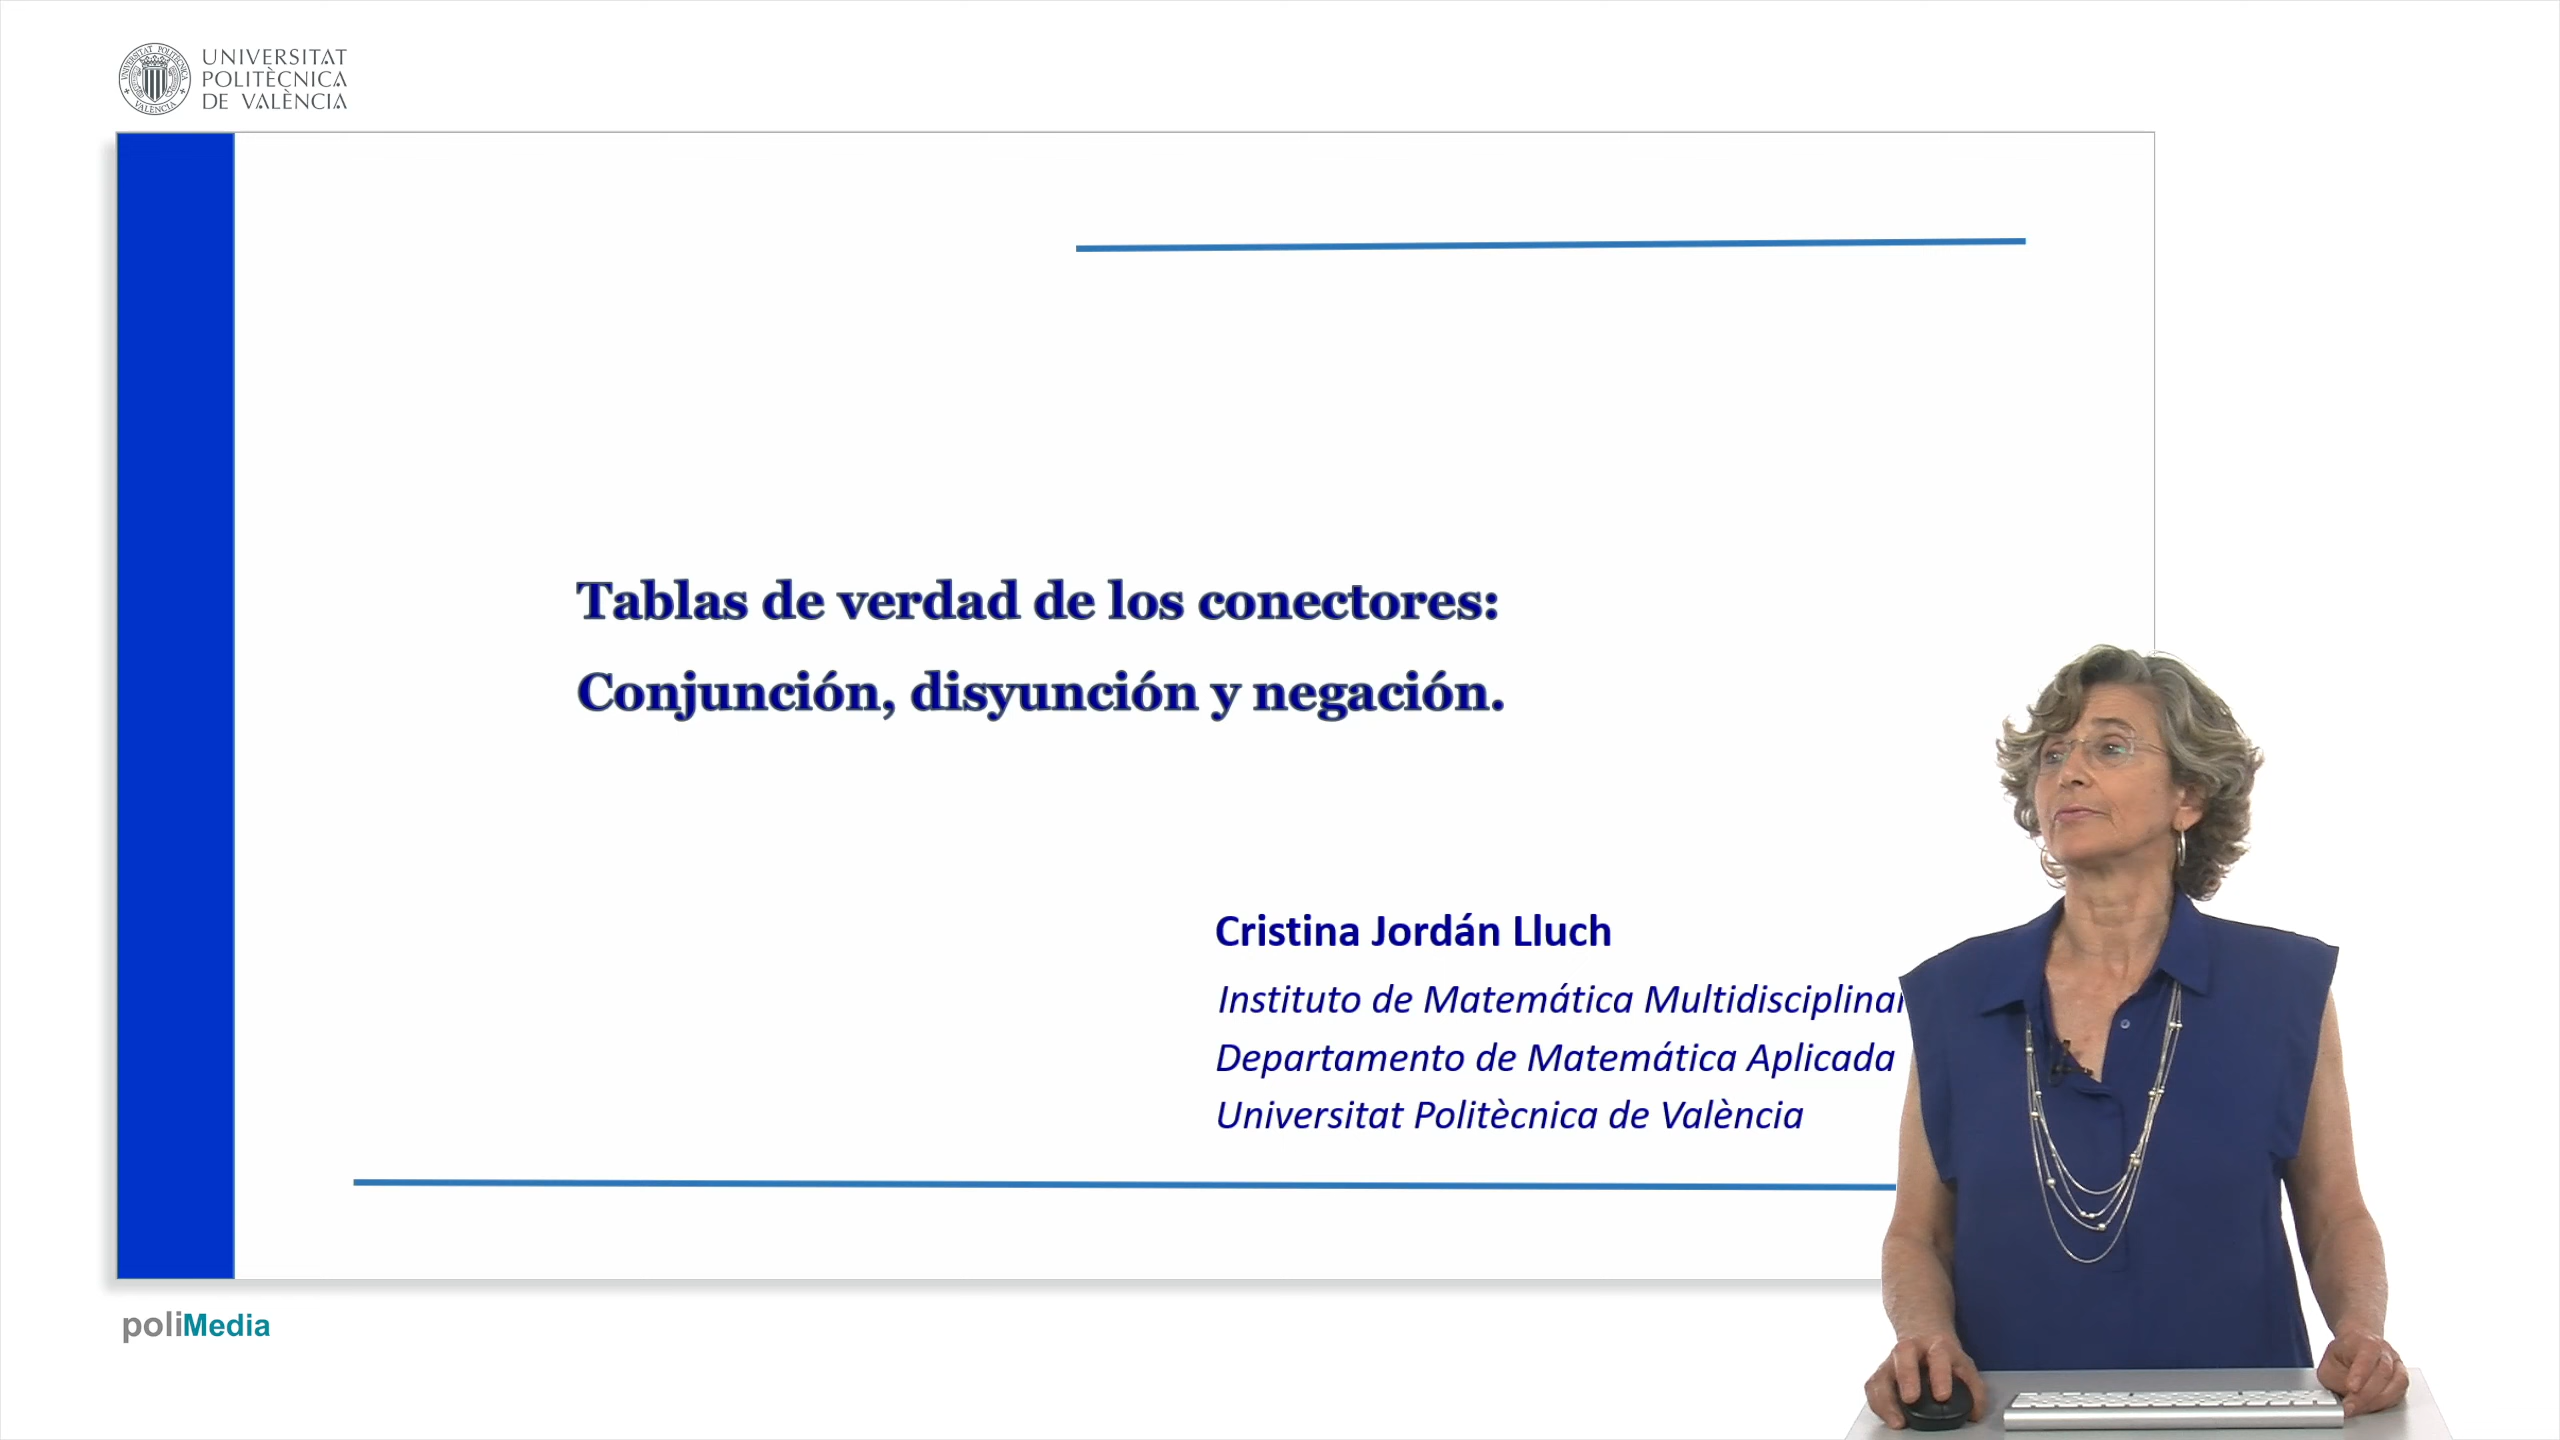 UNIVERSITAT
POLITÈCNICA
DE VALÈNCIA
Tablas de verdad de los conectores:
Conjunción, disyunción y negación.
Cristina Jordán Lluch
Instituto de Matemática Multidisciplinar
Departamento de Matemática Aplicada
Universitat Politècnica de València
poliMedia